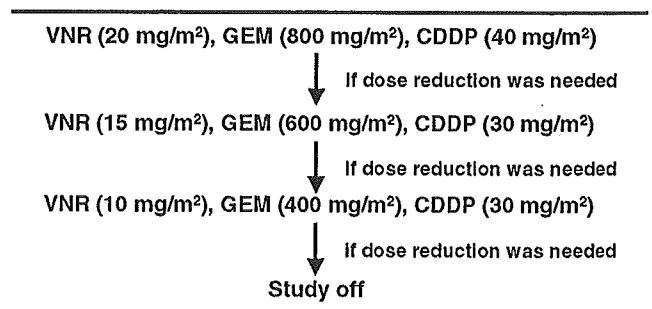 VNR (20 mg/m²), GEM (800 mg/m²), CDDP (40 mg/m²)
If dose reduction was needed
VNR (15 mg/m²), GEM (600 mg/m²), CDDP (30 mg/m²)
If dose reduction was needed
VNR (10 mg/m²), GEM (400 mg/m²), CDDP (30 mg/m²)
If dose reduction was needed
Study off